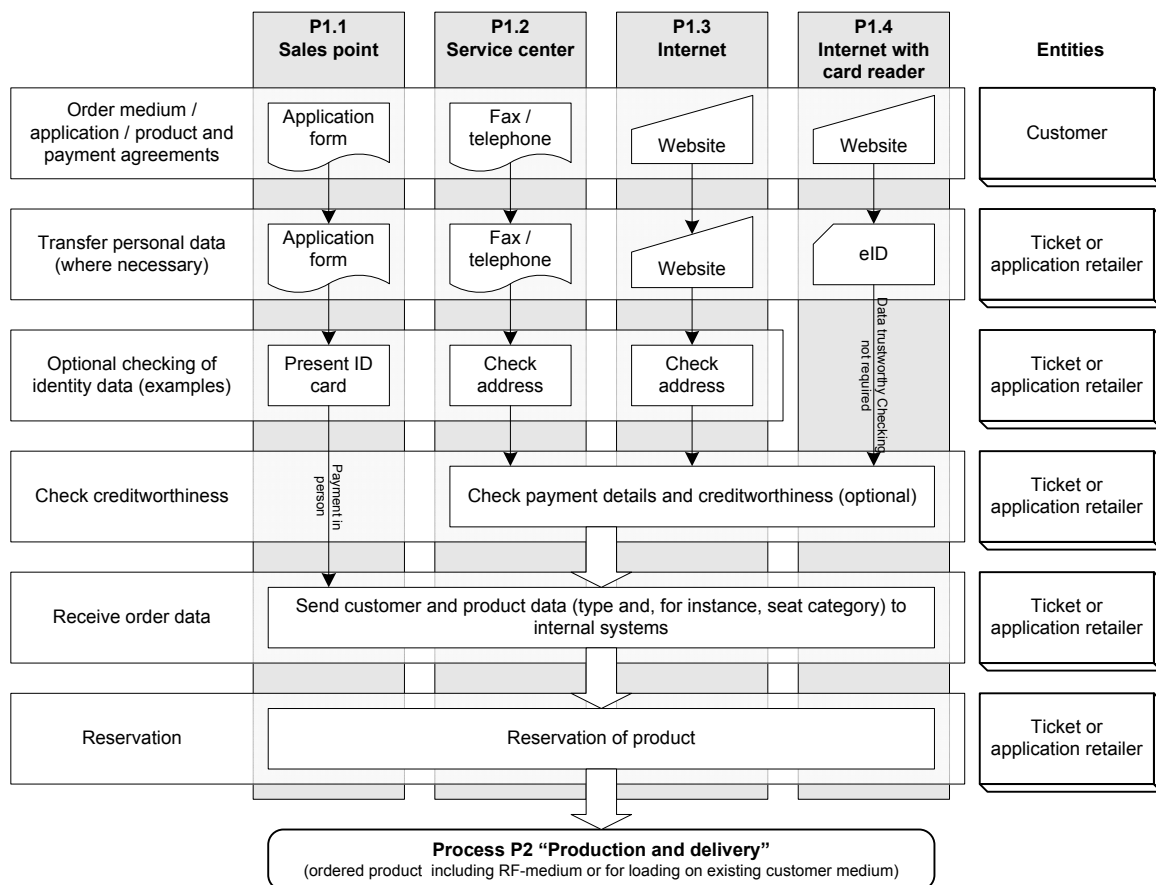 P1.1
Sales point
P1.2
Service center
P1.3
Internet
P1.4
Internet with
card reader
Entities
Order medium /
application / product and
payment agreements
Application
form
Fax /
telephone
Website
Website
Customer
Transfer personal data
(where necessary)
Application
form
Fax /
telephone
Website
eID
Ticket or
application retailer
Data trustworthy Checking
not required
Optional checking of
identity data (examples)
Present ID
card
Check
address
Check
address
Ticket or
application retailer
Payment in
person
Check creditworthiness
Check payment details and creditworthiness (optional)
Ticket or
application retailer
Receive order data
Send customer and product data (type and, for instance, seat category) to
internal systems
Ticket or
application retailer
Reservation
Reservation of product
Ticket or
application retailer
Process P2 “Production and delivery”
(ordered product including RF-medium or for loading on existing customer medium)